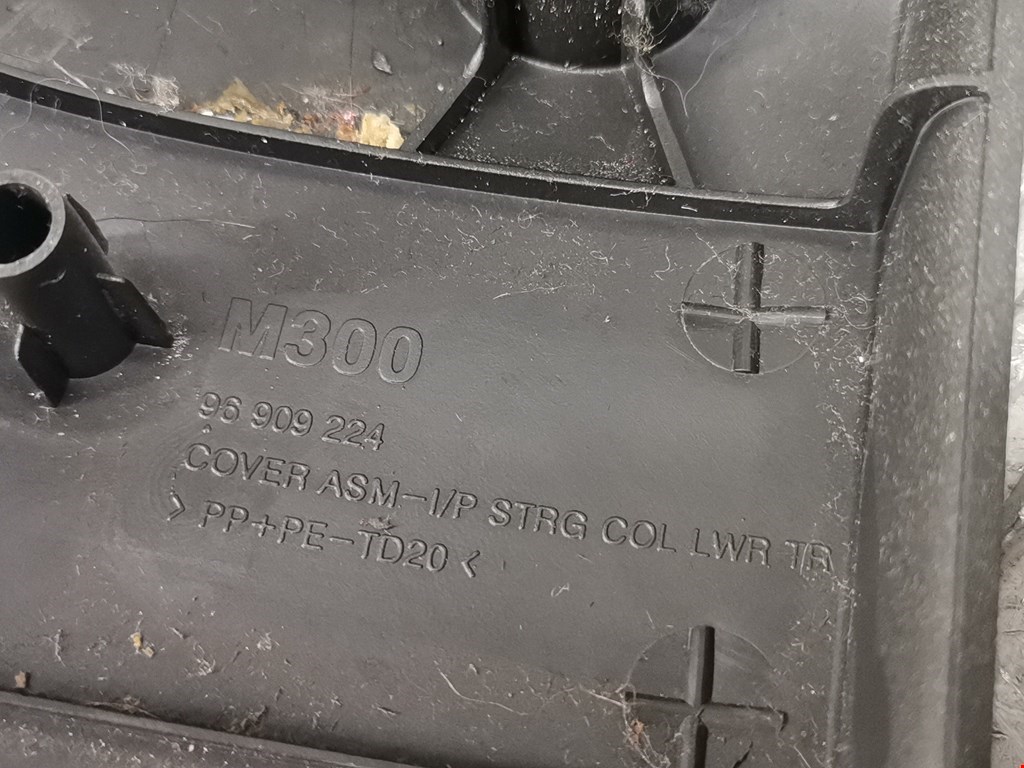 M300
96 909 224
COVER ASM-I/P STRG COL LWR TR
> PP+PE-TD20 <